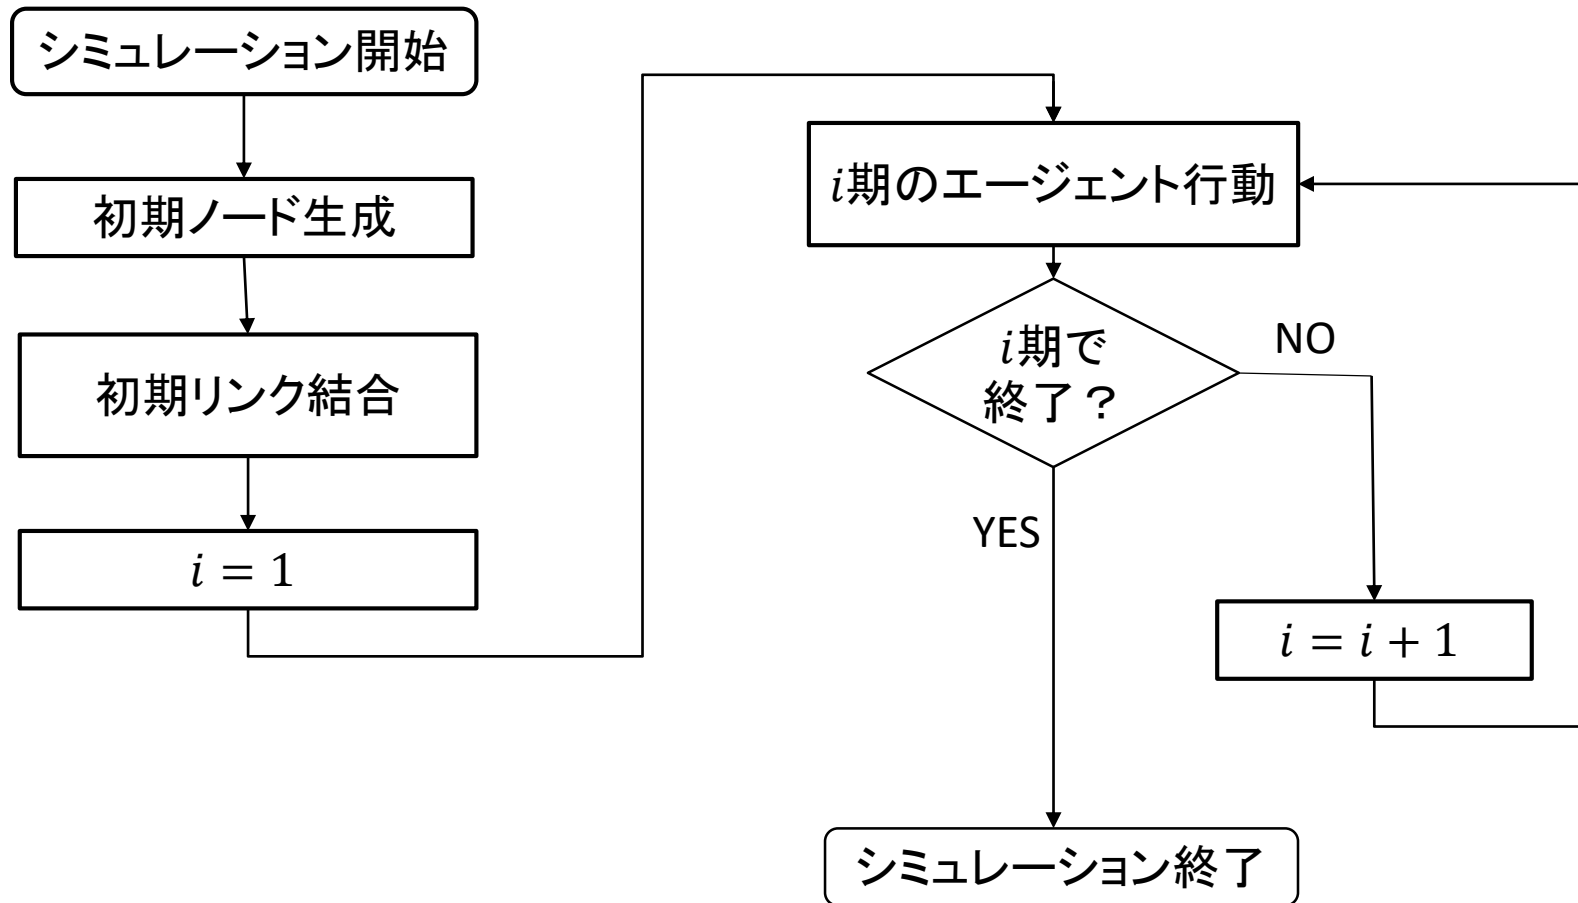 シミュレーション開始
初期ノード生成
初期リンク結合
i = 1
i期のエージェント行動
i期で
終了？
NO
YES
i = i + 1
シミュレーション終了